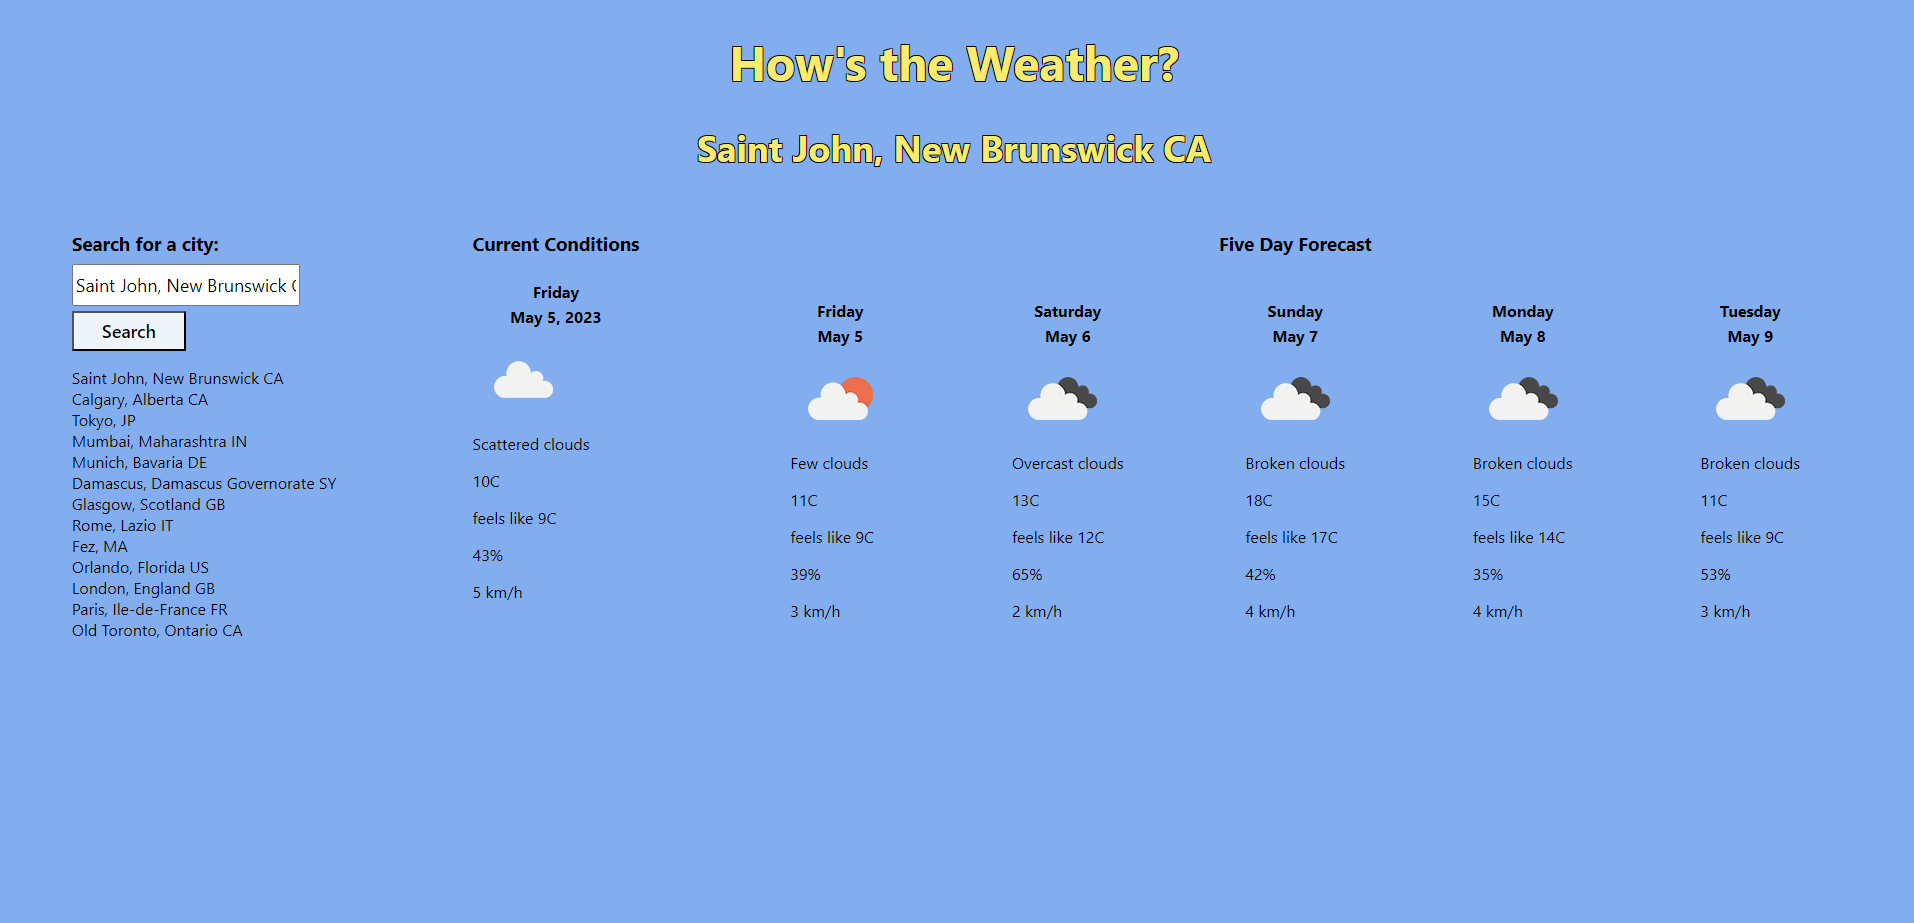 How's the Weather?
Saint John, New Brunswick CA
Search for a city:
Saint John, New Brunswick
Search
Saint John, New Brunswick CA
Calgary, Alberta CA
Tokyo, JP
Mumbai, Maharashtra IN
Munich, Bavaria DE
Damascus, Damascus Governorate SY
Glasgow, Scotland GB
Rome, Lazio IT
Fez, MA
Orlando, Florida US
London, England GB
Paris, Ile-de-France FR
Old Toronto, Ontario CA
Current Conditions
Friday
May 5, 2023
Scattered clouds
10C
feels like 9C
43%
5 km/h
Five Day Forecast
Friday
May 5
Few clouds
11C
feels like 9C
39%
3 km/h
Saturday
May 6
Overcast clouds
13C
feels like 12C
65%
2 km/h
Sunday
May 7
Broken clouds
18C
feels like 17C
42%
4 km/h
Monday
May 8
Broken clouds
15C
feels like 14C
35%
4 km/h
Tuesday
May 9
Broken clouds
11C
feels like 9C
53%
3 km/h